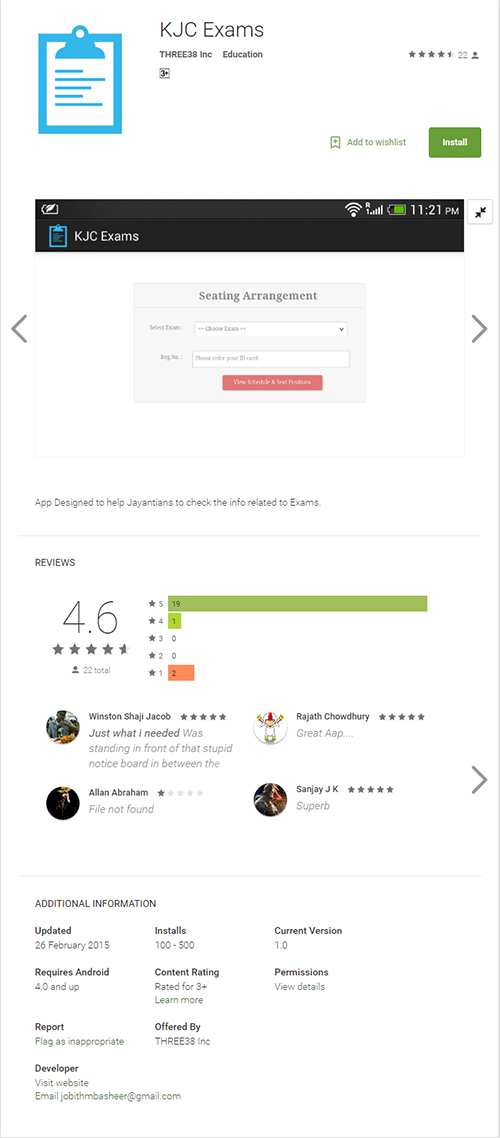 KJC Exams
THREE38 Inc Education 22
3+
Add to wishlist Install
R
1 11:21 PM
KJC Exams
Seating Arrangement
Select Exam : == Choose Exam ==
Reg.No. : Please refer your ID card
View Schedule & Seat Positions
App Designed to help Jayantians to check the info related to Exams.
REVIEWS
4.6
22 total
5 19
4 1
3 0
2 0
1 2
Winston Shaji Jacob
Just what i needed Was
standing in front of that stupid
notice board in between the
Rajath Chowdhury
Great Aap....
Allan Abraham
File not found
Sanjay J K
Superb
ADDITIONAL INFORMATION
Updated
26 February 2015
Installs
100 - 500
Current Version
1.0
Requires Android
4.0 and up
Content Rating
Rated for 3+
Learn more
Permissions
View details
Report
Flag as inappropriate
Offered By
THREE38 Inc
Developer
Visit website
Email jobithmbasheer@gmail.com